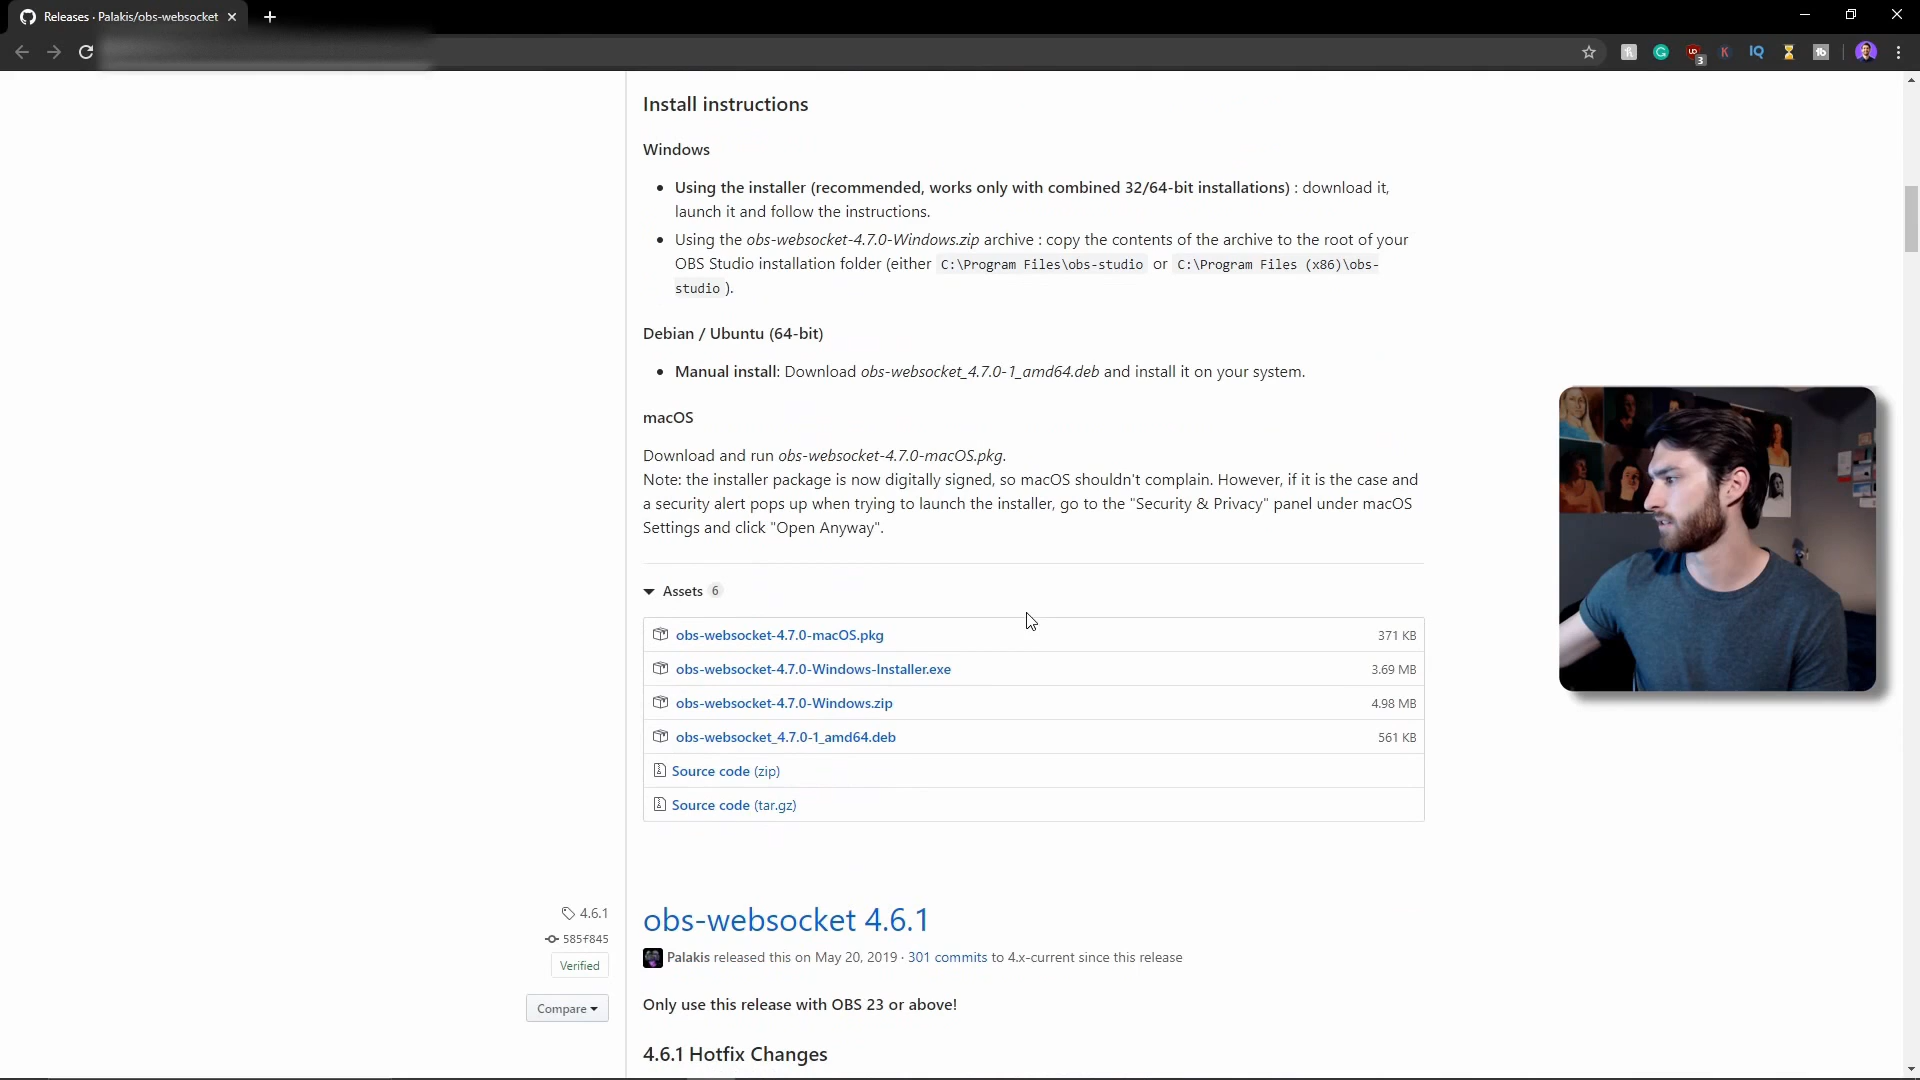 Releases · Palakis/obs-websocket
Install instructions
Windows
Using the installer (recommended, works only with combined 32/64-bit installations) : download it,
launch it and follow the instructions.
Using the obs-websocket-4.7.0-Windows.zip archive : copy the contents of the archive to the root of your
OBS Studio installation folder (either C:\Program Files\obs-studio or C:\Program Files (x86)\obs-
studio ).
Debian / Ubuntu (64-bit)
Manual install: Download obs-websocket_4.7.0-1_amd64.deb and install it on your system.
macOS
Download and run obs-websocket-4.7.0-macOS.pkg.
Note: the installer package is now digitally signed, so macOS shouldn't complain. However, if it is the case and
a security alert pops up when trying to launch the installer, go to the "Security & Privacy" panel under macOS
Settings and click "Open Anyway".
Assets 6
obs-websocket-4.7.0-macOS.pkg 371 KB
obs-websocket-4.7.0-Windows-Installer.exe 3.69 MB
obs-websocket-4.7.0-Windows.zip 4.98 MB
obs-websocket_4.7.0-1_amd64.deb 561 KB
Source code (zip)
Source code (tar.gz)
4.6.1
585f845
Verified
Compare
obs-websocket 4.6.1
Palakis released this on May 20, 2019 · 301 commits to 4.x-current since this release
Only use this release with OBS 23 or above!
4.6.1 Hotfix Changes
3
K
IQ